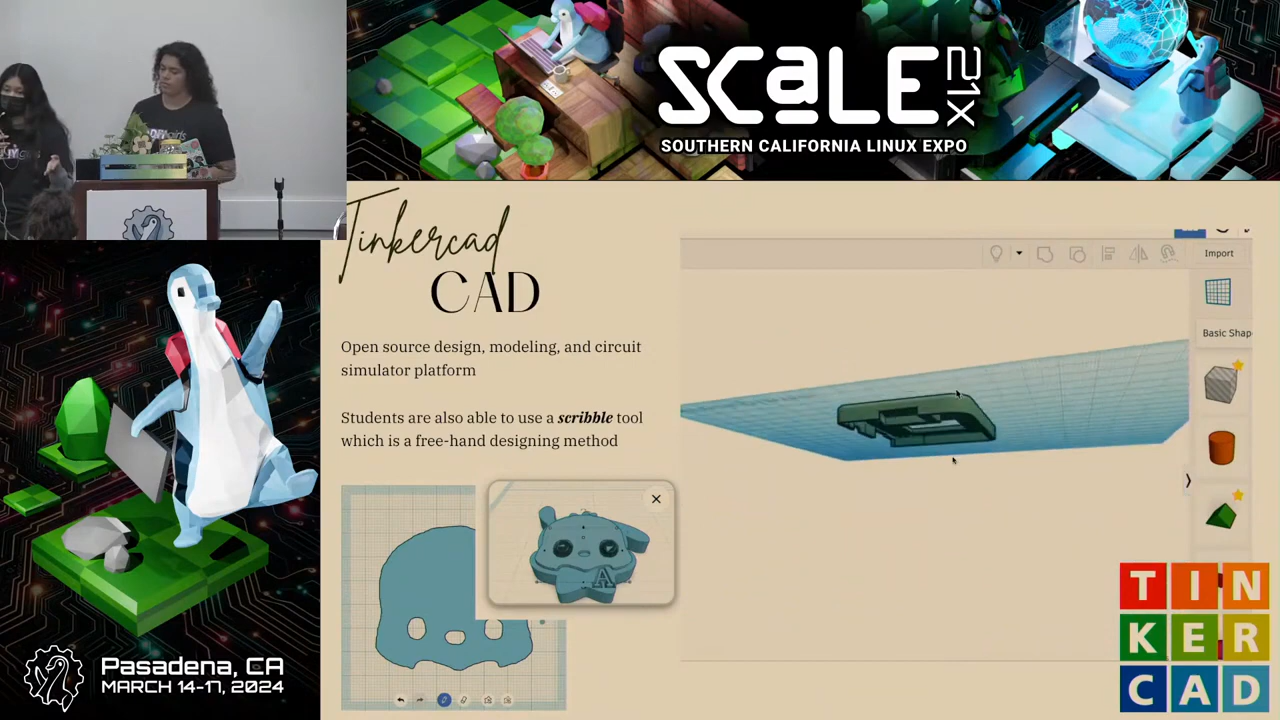 SCaLE 21x
SOUTHERN CALIFORNIA LINUX EXPO
Tinkercad
CAD
Open source design, modeling, and circuit
simulator platform
Students are also able to use a scribble tool
which is a free-hand designing method
A
Import
Basic Shap
TIN
KER
CAD
Pasadena, CA
MARCH 14-17, 2024